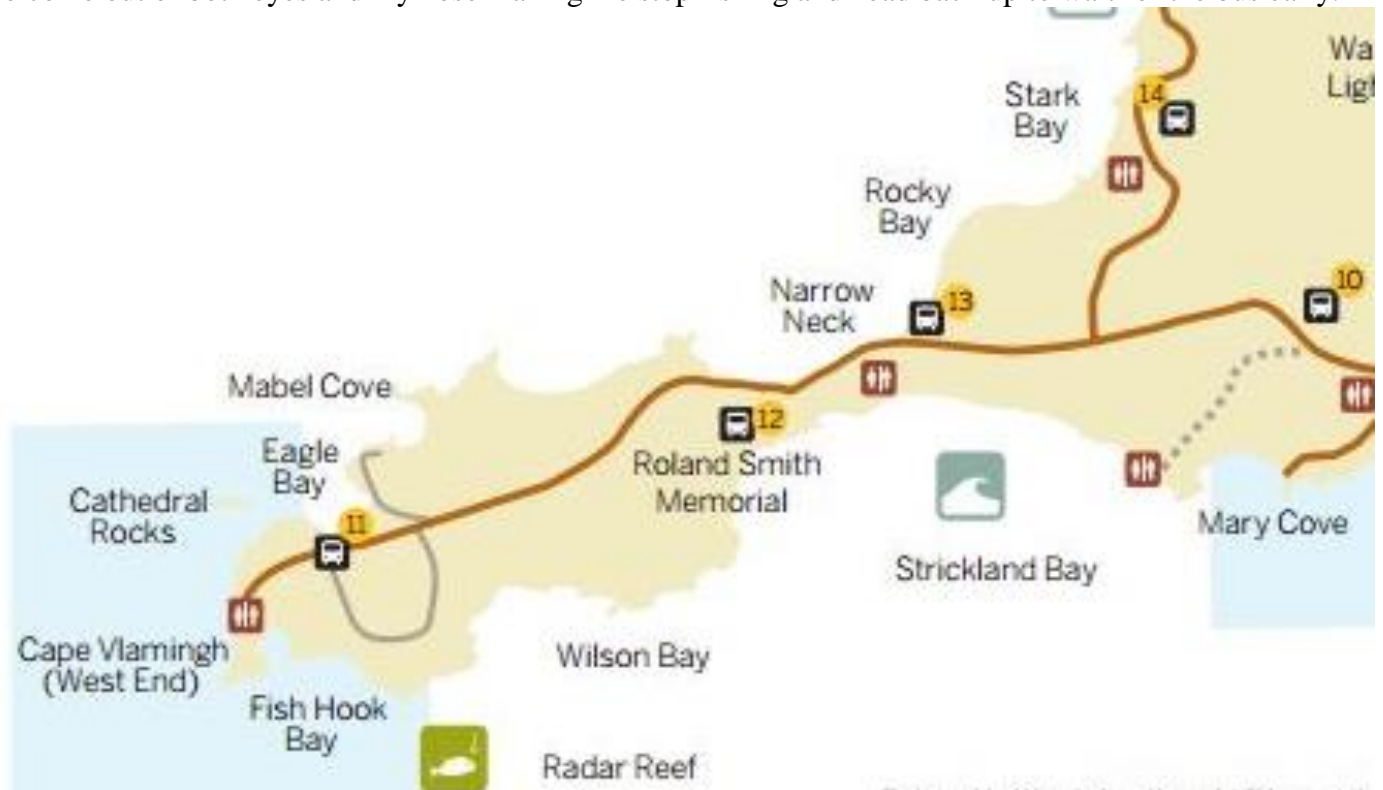 Stark
Bay
14
Rocky
Bay
10
Narrow
Neck
13
Mabel Cove
12
Eagle
Bay
Roland Smith
Memorial
Cathedral
Rocks
11
Mary Cove
Strickland Bay
Cape Vlamingh
(West End)
Wilson Bay
Fish Hook
Bay
Radar Reef